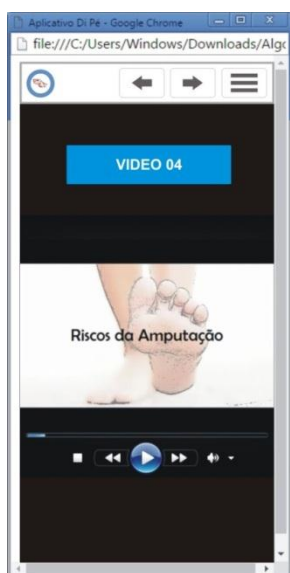 Aplicativo Di Pé - Google Chrome
file:///C:/Users/Windows/Downloads/Algo
VIDEO 04
Riscos da Amputação